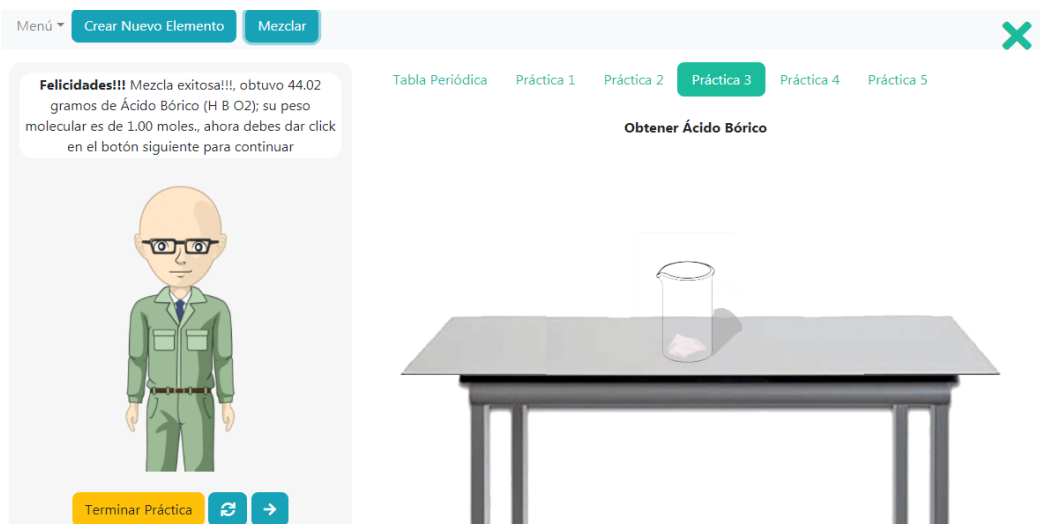 Menú Crear Nuevo Elemento Mezclar
Felicidades!!! Mezcla exitosa!!!, obtuvo 44.02
gramos de Ácido Bórico (H B O2); su peso
molecular es de 1.00 moles., ahora debes dar click
en el botón siguiente para continuar
Terminar Práctica
Tabla Periódica Práctica 1 Práctica 2 Práctica 3 Práctica 4 Práctica 5
Obtener Ácido Bórico